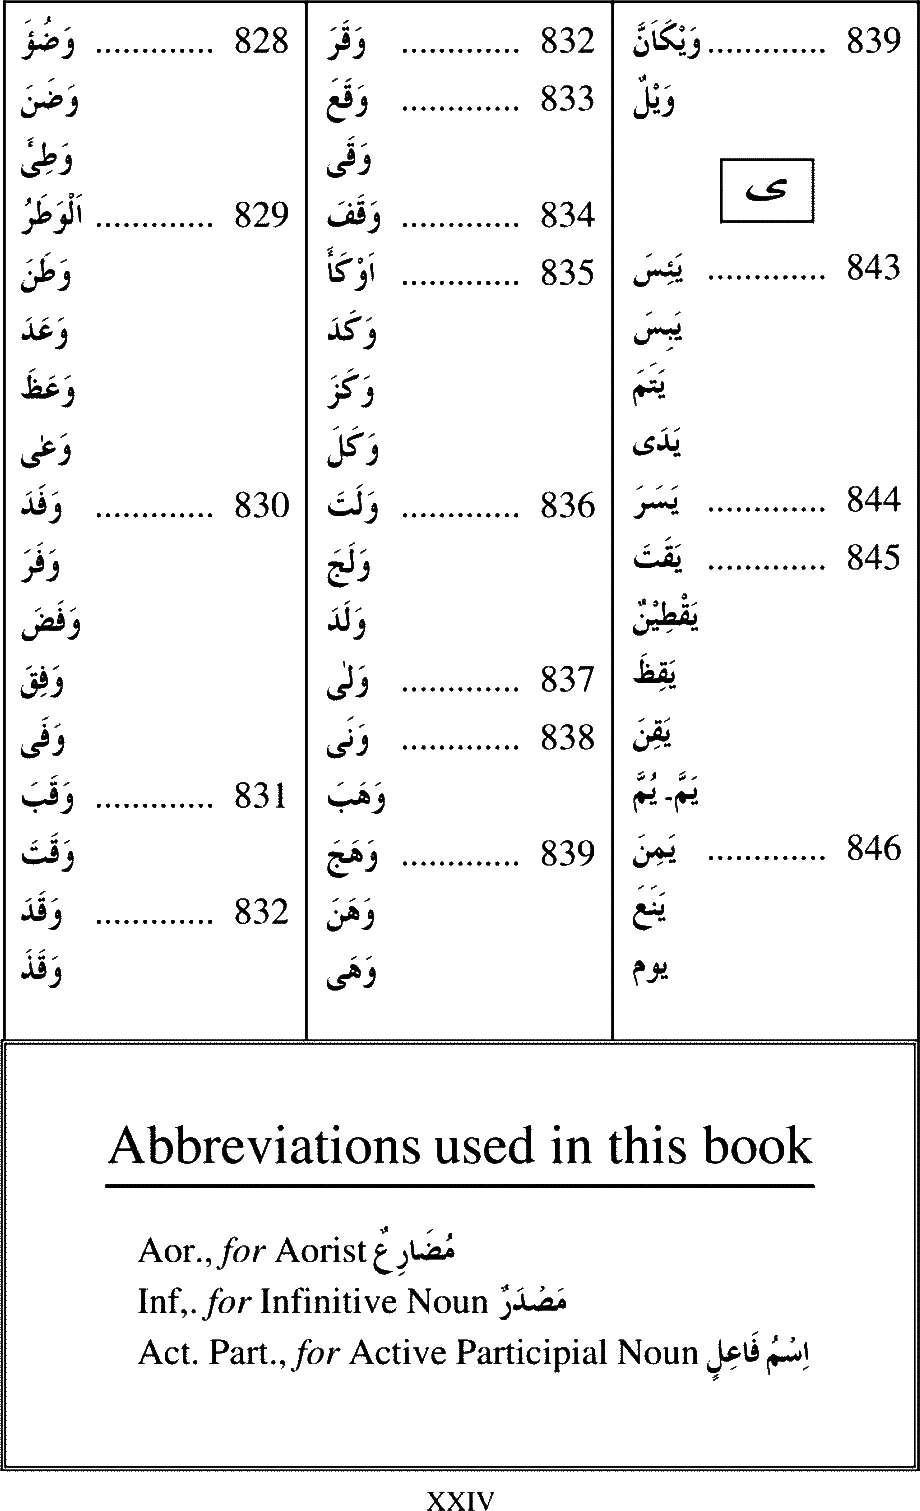 وَضُؤَ ............. 828
وَضَنَ
وَطِئَ
اَلْوَطَرُ ............. 829
وَطَنَ
وَعَدَ
وَعَظَ
وَعٰى
وَفَدَ ............. 830
وَفَرَ
وَفَضَ
وَفِقَ
وَفَى
وَقَبَ ............. 831
وَقَتَ
وَقَدَ ............. 832
وَقَذَ
وَقَرَ ............. 832
وَقَعَ ............. 833
وَقَى
وَقَفَ ............. 834
اَوْكَأَ ............. 835
وَكَدَ
وَكَزَ
وَكَلَ
وَلَتَ ............. 836
وَلَجَ
وَلَدَ
وَلٰى ............. 837
وَنَى ............. 838
وَهَبَ
وَهَجَ ............. 839
وَهَنَ
وَهَى
وَيْكَاَنَّ ............. 839
وَيْلٌ
ى
يَئِسَ ............. 843
يَبِسَ
يَتَمَ
يَدَى
يَسَرَ ............. 844
يَقَتَ ............. 845
يَقْطِيْنٌ
يَقِظَ
يَقِنَ
يَمَّ ـ يُمَّ
يَمِنَ ............. 846
يَنَعَ
يوم
Abbreviations used in this book
Aor., for Aorist مُضَارِعٌ
Inf,. for Infinitive Noun مَصْدَرٌ
Act. Part., for Active Participial Noun اِسْمُ فَاعِلٍ
XXIV